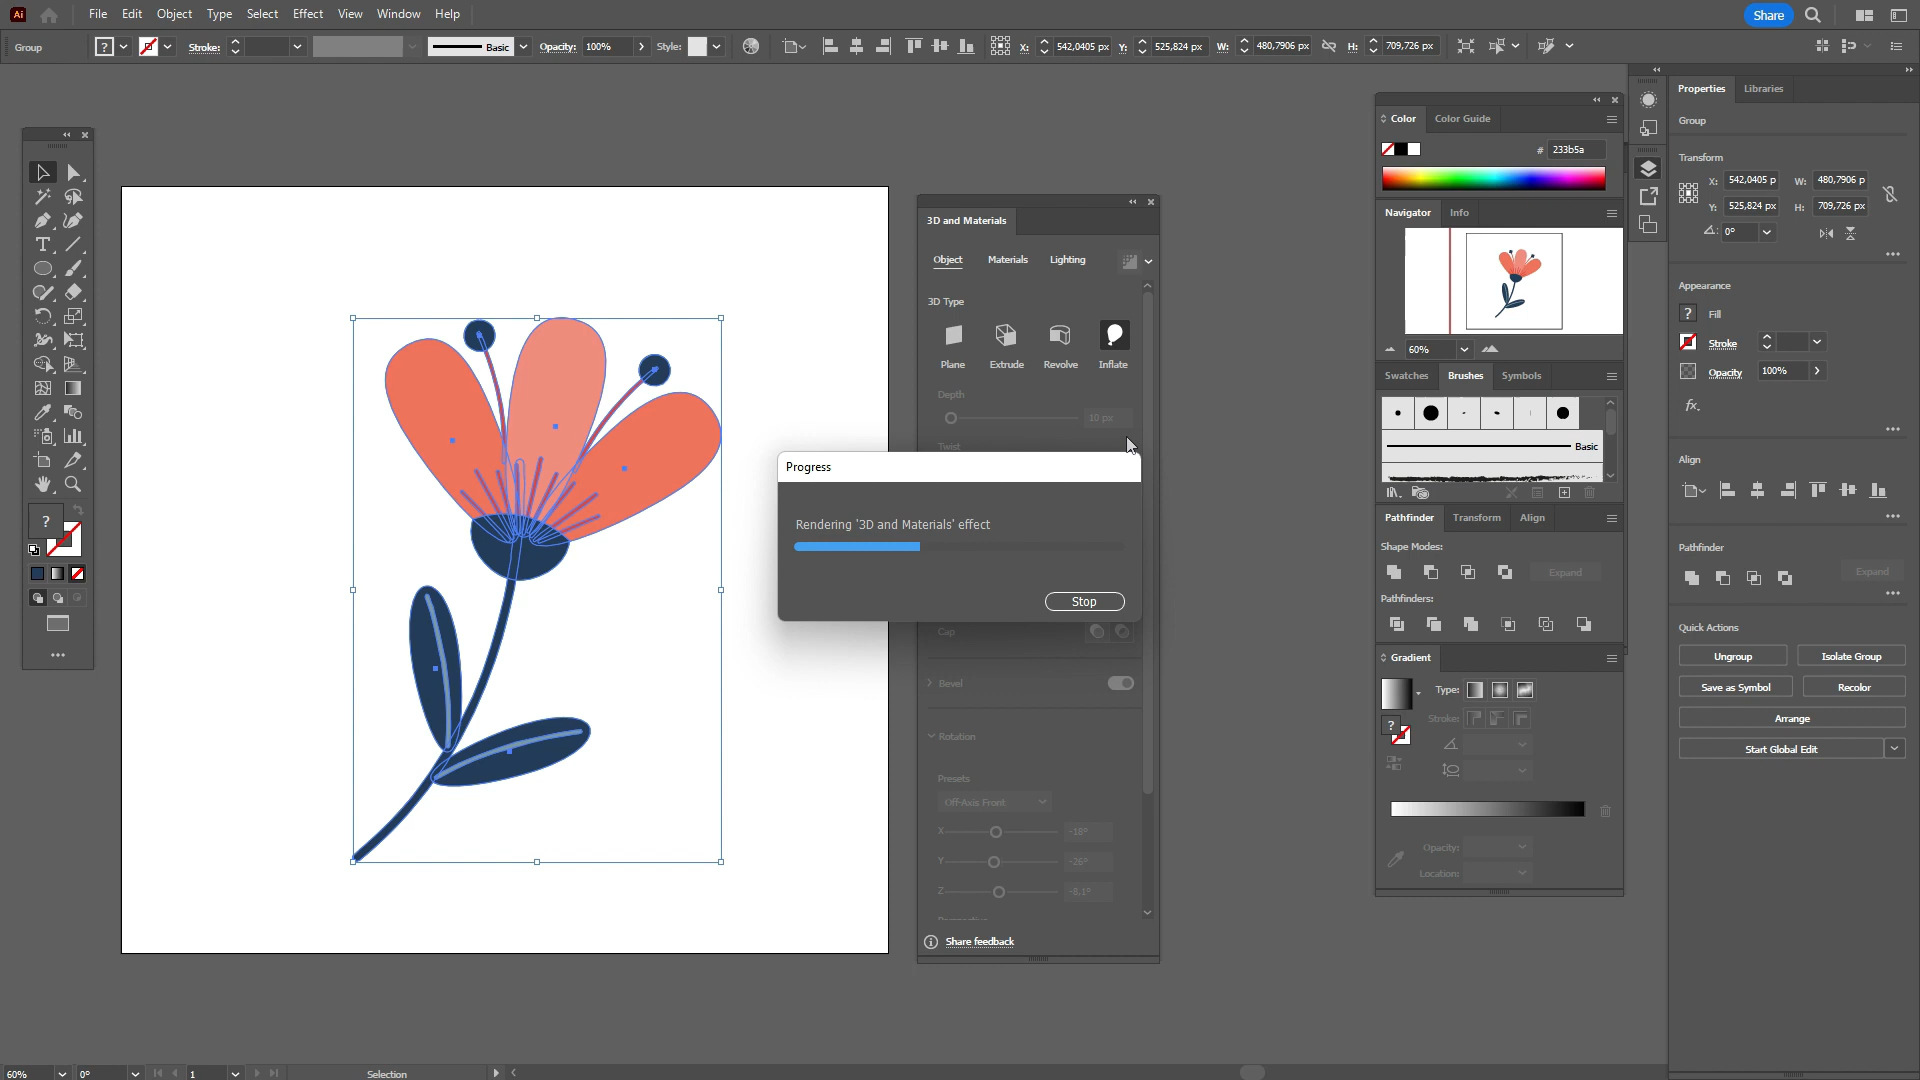 Ai File Edit Object Type Select Effect View Window Help Share
Group ? Stroke: Basic Opacity: 100% Style: X: 542,0405 px Y: 525,824 px W: 480,7906 px H: 709,726 px
Properties Libraries
Group
Transform
X: 542,0405 p W: 480,7906 p
Y: 525,824 px H: 709,726 px
0°
Appearance
? Fill
Stroke
Opacity 100%
fx.
Align
Pathfinder
Expand
Quick Actions
Ungroup Isolate Group
Save as Symbol Recolor
Arrange
Start Global Edit
Color Color Guide
# 233b5a
Navigator Info
60%
Swatches Brushes Symbols
Basic
Pathfinder Transform Align
Shape Modes:
Expand
Pathfinders:
Gradient
Type:
Stroke:
?
Opacity:
Location:
3D and Materials
Object Materials Lighting
3D Type
Plane Extrude Revolve Inflate
Depth
10 px
Twist
Progress
Rendering '3D and Materials' effect
Stop
Cap
Bevel
Rotation
Presets
Off-Axis Front
X -18°
Y -26°
Z -8,1°
Share feedback
T
?
60% 0° 1 Selection